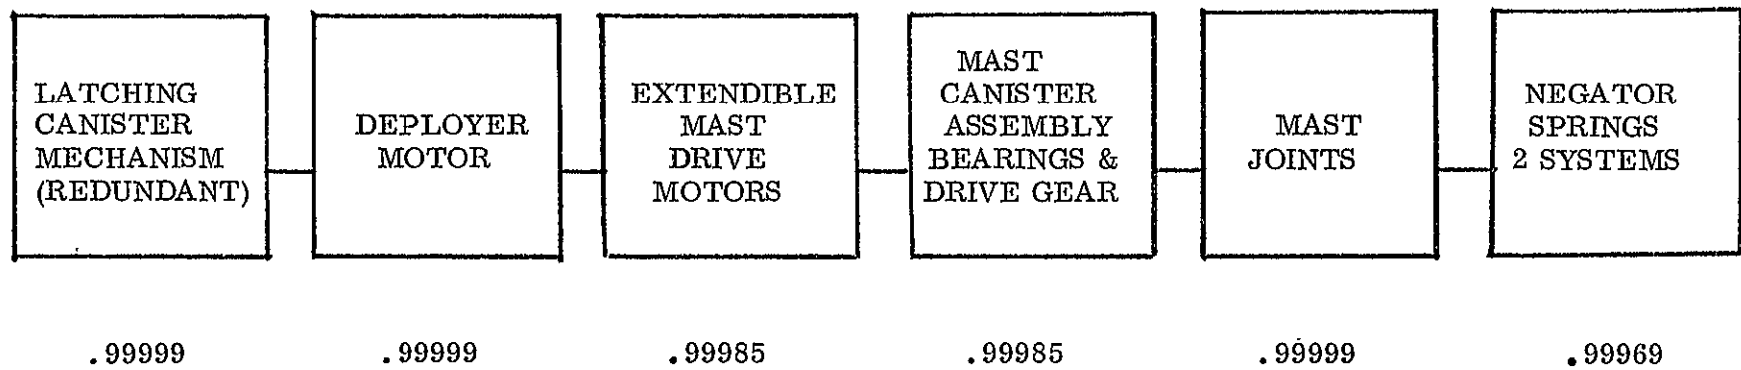 LATCHING
CANISTER
MECHANISM
(REDUNDANT)
DEPLOYER
MOTOR
EXTENDIBLE
MAST
DRIVE
MOTORS
MAST
CANISTER
ASSEMBLY
BEARINGS &
DRIVE GEAR
MAST
JOINTS
NEGATOR
SPRINGS
2 SYSTEMS
.99999
.99999
.99985
.99985
.99999
.99969